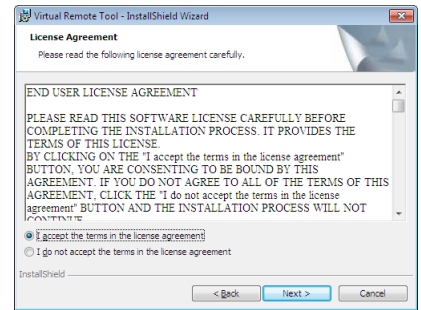 Virtual Remote Tool - InstallShield Wizard
License Agreement
Please read the following license agreement carefully.
END USER LICENSE AGREEMENT
PLEASE READ THIS SOFTWARE LICENSE CAREFULLY BEFORE
COMPLETING THE INSTALLATION PROCESS. IT PROVIDES THE
TERMS OF THIS LICENSE.
BY CLICKING ON THE "I accept the terms in the license agreement"
BUTTON, YOU ARE CONSENTING TO BE BOUND BY THIS
AGREEMENT. IF YOU DO NOT AGREE TO ALL OF THE TERMS OF THIS
AGREEMENT, CLICK THE "I do not accept the terms in the license
agreement" BUTTON AND THE INSTALLATION PROCESS WILL NOT
CONTINUE
I accept the terms in the license agreement
I do not accept the terms in the license agreement
InstallShield
< Back Next > Cancel